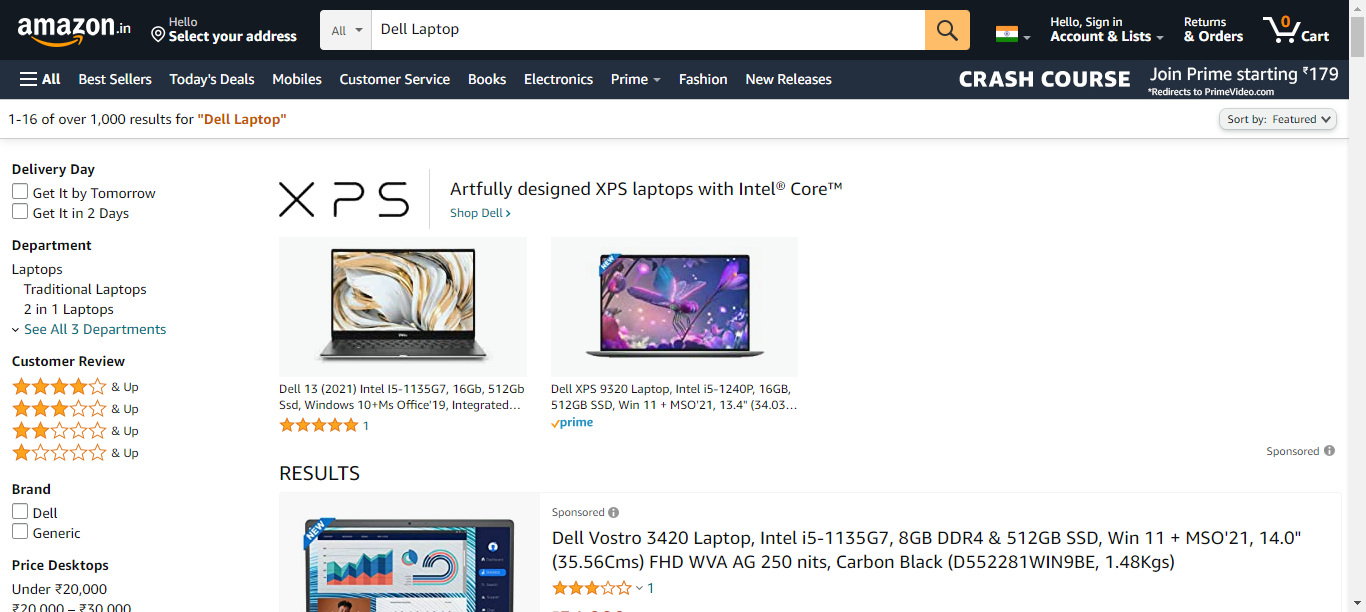 amazon.in
Hello
Select your address
All
Dell Laptop
Hello, Sign in
Account & Lists
Returns
& Orders
0
Cart
All
Best Sellers
Today's Deals
Mobiles
Customer Service
Books
Electronics
Prime
Fashion
New Releases
CRASH COURSE
Join Prime starting ₹179
*Redirects to PrimeVideo.com
1-16 of over 1,000 results for "Dell Laptop"
Sort by: Featured
Delivery Day
Get It by Tomorrow
Get It in 2 Days
Department
Laptops
Traditional Laptops
2 in 1 Laptops
See All 3 Departments
Customer Review
& Up
& Up
& Up
& Up
Brand
Dell
Generic
Price Desktops
Under ₹20,000
₹20,000 – ₹30,000
XPS
Artfully designed XPS laptops with Intel® Core™
Shop Dell
NEW
Dell 13 (2021) Intel I5-1135G7, 16Gb, 512Gb
Ssd, Windows 10+Ms Office'19, Integrated...
1
Dell XPS 9320 Laptop, Intel i5-1240P, 16GB,
512GB SSD, Win 11 + MSO'21, 13.4" (34.03...
prime
Sponsored
RESULTS
NEW
Sponsored
Dell Vostro 3420 Laptop, Intel i5-1135G7, 8GB DDR4 & 512GB SSD, Win 11 + MSO'21, 14.0"
(35.56Cms) FHD WVA AG 250 nits, Carbon Black (D552281WIN9BE, 1.48Kgs)
1